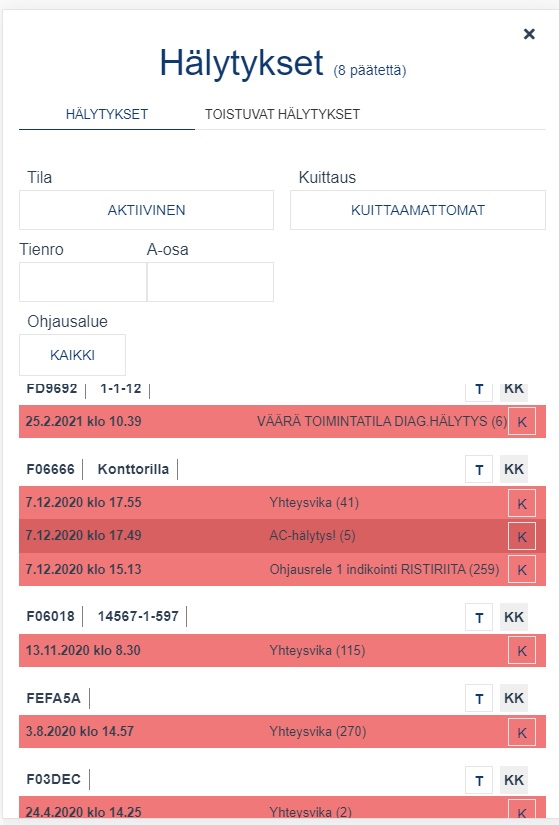 ×
Hälytykset (8 päätettä)
HÄLYTYKSET TOISTUVAT HÄLYTYKSET
Tila Kuittaus
AKTIIVINEN KUITTAAMATTOMAT
Tienro A-osa
Ohjausalue
KAIKKI
FD9692 1-1-12 T KK
25.2.2021 klo 10.39 VÄÄRÄ TOIMINTATILA DIAG.HÄLYTYS (6) K
F06666 Konttorilla T KK
7.12.2020 klo 17.55 Yhteysvika (41) K
7.12.2020 klo 17.49 AC-hälytys! (5) K
7.12.2020 klo 15.13 Ohjausrele 1 indikointi RISTIRIITA (259) K
F06018 14567-1-597 T KK
13.11.2020 klo 8.30 Yhteysvika (115) K
FEFA5A T KK
3.8.2020 klo 14.57 Yhteysvika (270) K
F03DEC T KK
24.4.2020 klo 14.25 Yhteysvika (2) K